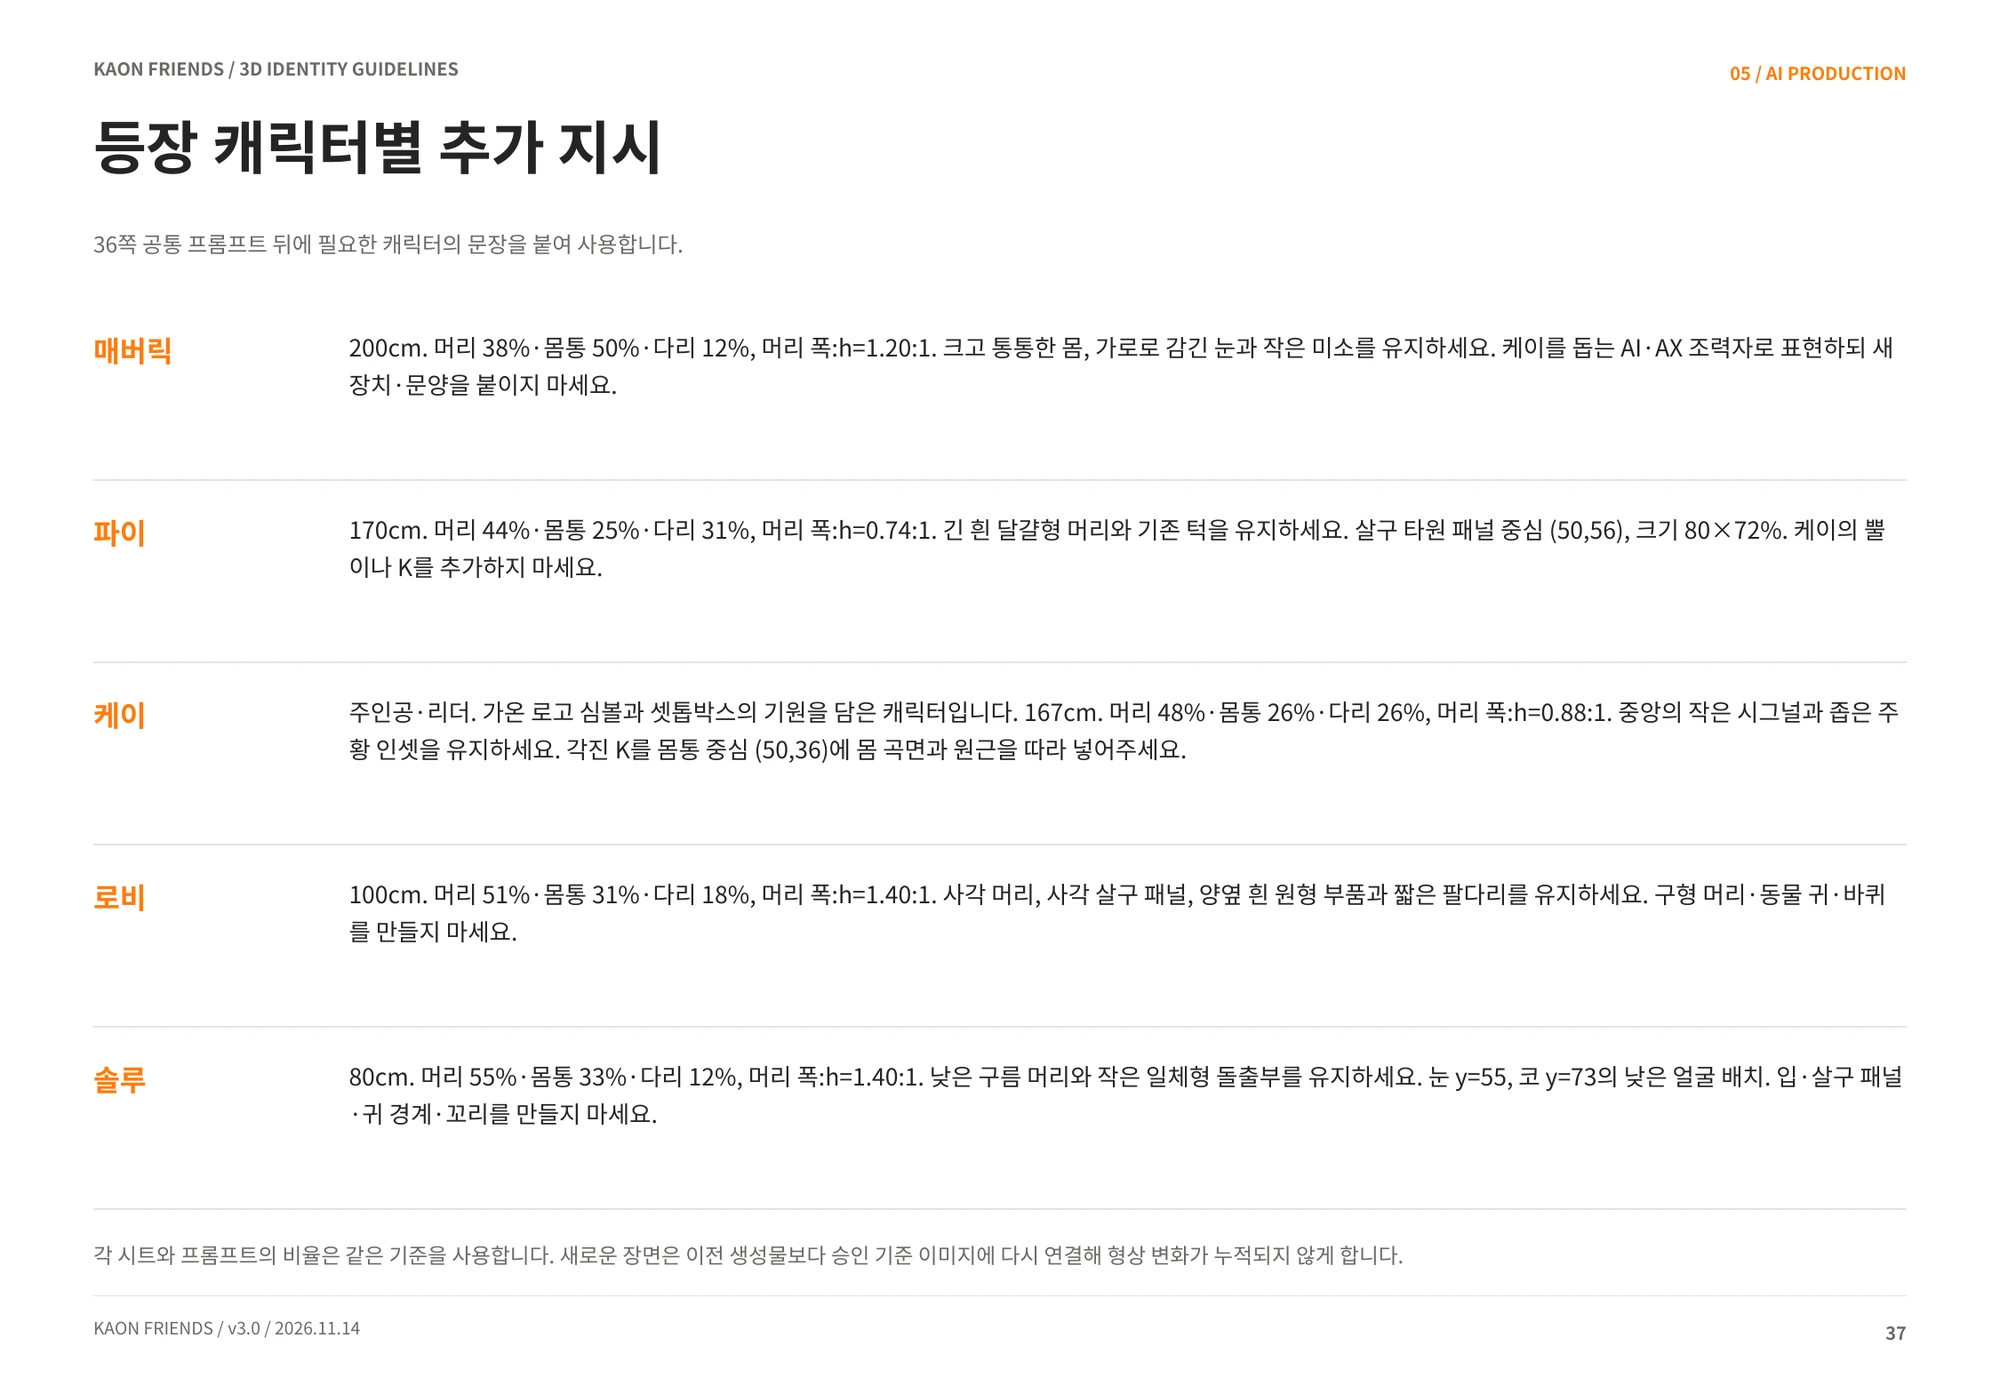 KAON FRIENDS / 3D IDENTITY GUIDELINES
05 / AI PRODUCTION
등장 캐릭터별 추가 지시
36쪽 공통 프롬프트 뒤에 필요한 캐릭터의 문장을 붙여 사용합니다.
매버릭
200cm. 머리 38%·몸통 50%·다리 12%, 머리 폭:h=1.20:1. 크고 통통한 몸, 가로로 감긴 눈과 작은 미소를 유지하세요. 케이를 돕는 AI·AX 조력자로 표현하되 새
장치·문양을 붙이지 마세요.
파이
170cm. 머리 44%·몸통 25%·다리 31%, 머리 폭:h=0.74:1. 긴 흰 달걀형 머리와 기존 턱을 유지하세요. 살구 타원 패널 중심 (50,56), 크기 80×72%. 케이의 뿔
이나 K를 추가하지 마세요.
케이
주인공·리더. 가온 로고 심볼과 셋톱박스의 기원을 담은 캐릭터입니다. 167cm. 머리 48%·몸통 26%·다리 26%, 머리 폭:h=0.88:1. 중앙의 작은 시그널과 좁은 주
황 인셋을 유지하세요. 각진 K를 몸통 중심 (50,36)에 몸 곡면과 원근을 따라 넣어주세요.
로비
100cm. 머리 51%·몸통 31%·다리 18%, 머리 폭:h=1.40:1. 사각 머리, 사각 살구 패널, 양옆 흰 원형 부품과 짧은 팔다리를 유지하세요. 구형 머리·동물 귀·바퀴
를 만들지 마세요.
솔루
80cm. 머리 55%·몸통 33%·다리 12%, 머리 폭:h=1.40:1. 낮은 구름 머리와 작은 일체형 돌출부를 유지하세요. 눈 y=55, 코 y=73의 낮은 얼굴 배치. 입·살구 패널
·귀 경계·꼬리를 만들지 마세요.
각 시트와 프롬프트의 비율은 같은 기준을 사용합니다. 새로운 장면은 이전 생성물보다 승인 기준 이미지에 다시 연결해 형상 변화가 누적되지 않게 합니다.
KAON FRIENDS / v3.0 / 2026.11.14
37